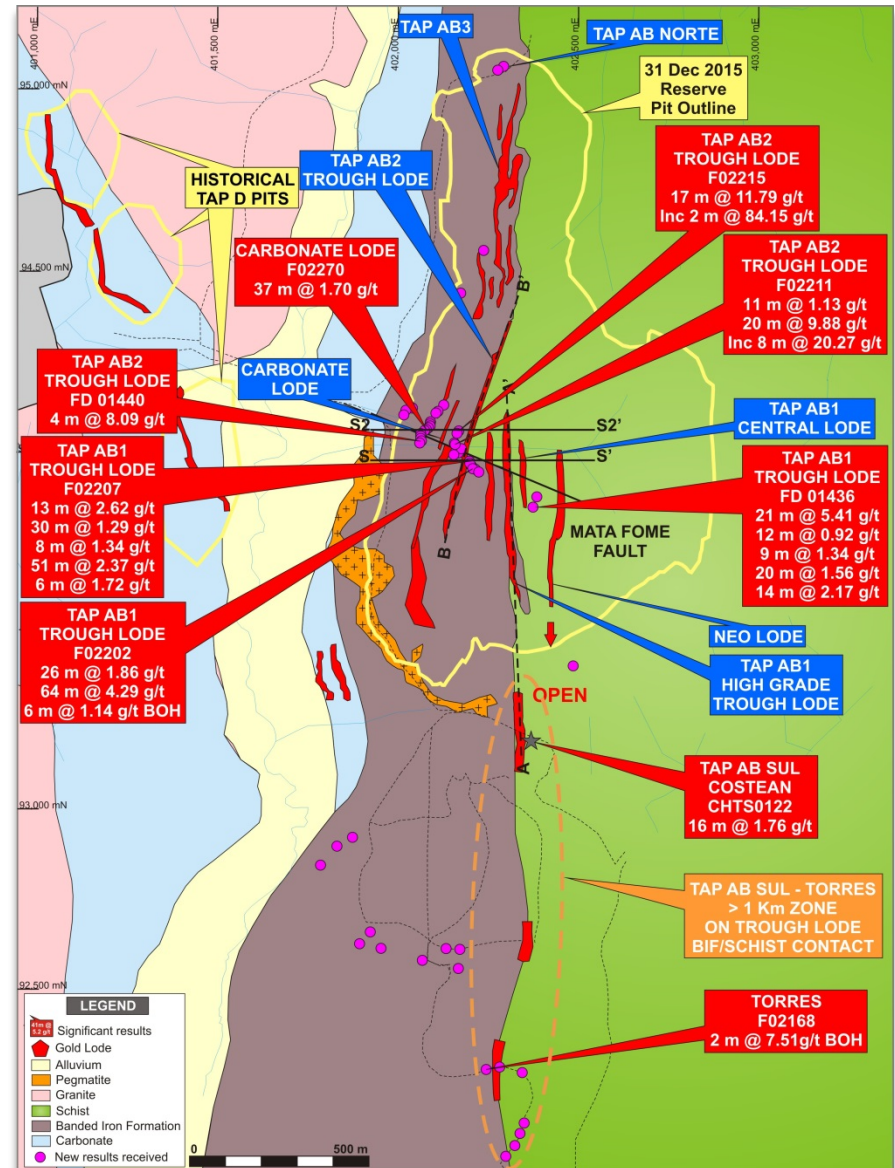 401,000 mE
401,500 mE
402,000 mE
402,500 mE
403,000 mE
95,000 mN
94,500 mN
93,000 mN
92,500 mN
TAP AB3
TAP AB NORTE
31 Dec 2015
Reserve
Pit Outline
HISTORICAL
TAP D PITS
TAP AB2
TROUGH LODE
TAP AB2
TROUGH LODE
F02215
17 m @ 11.79 g/t
Inc 2 m @ 84.15 g/t
CARBONATE LODE
F02270
37 m @ 1.70 g/t
TAP AB2
TROUGH LODE
F02211
11 m @ 1.13 g/t
20 m @ 9.88 g/t
Inc 8 m @ 20.27 g/t
TAP AB2
TROUGH LODE
FD 01440
4 m @ 8.09 g/t
CARBONATE
LODE
B'
A'
S2
S2'
S
S'
B
A
TAP AB1
CENTRAL LODE
TAP AB1
TROUGH LODE
F02207
13 m @ 2.62 g/t
30 m @ 1.29 g/t
8 m @ 1.34 g/t
51 m @ 2.37 g/t
6 m @ 1.72 g/t
TAP AB1
TROUGH LODE
FD 01436
21 m @ 5.41 g/t
12 m @ 0.92 g/t
9 m @ 1.34 g/t
20 m @ 1.56 g/t
14 m @ 2.17 g/t
MATA FOME
FAULT
TAP AB1
TROUGH LODE
F02202
26 m @ 1.86 g/t
64 m @ 4.29 g/t
6 m @ 1.14 g/t BOH
NEO LODE
TAP AB1
HIGH GRADE
TROUGH LODE
OPEN
TAP AB SUL
COSTEAN
CHTS0122
16 m @ 1.76 g/t
TAP AB SUL - TORRES
> 1 Km ZONE
ON TROUGH LODE
BIF/SCHIST CONTACT
TORRES
F02168
2 m @ 7.51g/t BOH
LEGEND
41m @
5.2 g/t
Significant results
Gold Lode
Alluvium
Pegmatite
Granite
Schist
Banded Iron Formation
Carbonate
New results received
0
500 m